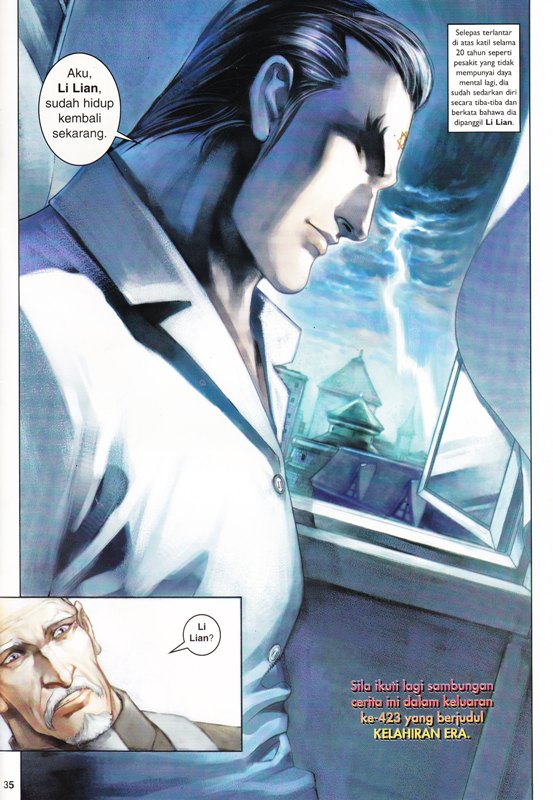 Aku,
Li Lian,
sudah hidup
kembali
sekarang.
Selepas terlantar
di atas katil selama
20 tahun seperti
pesakit yang tidak
mempunyai daya
mental lagi, dia
sudah sedarkan diri
secara tiba-tiba dan
berkata bahawa dia
dipanggil Li Lian.
Li
Lian?
Sila ikuti lagi sambungan
cerita ini dalam keluaran
ke-423 yang berjudul
KELAHIRAN ERA.
35